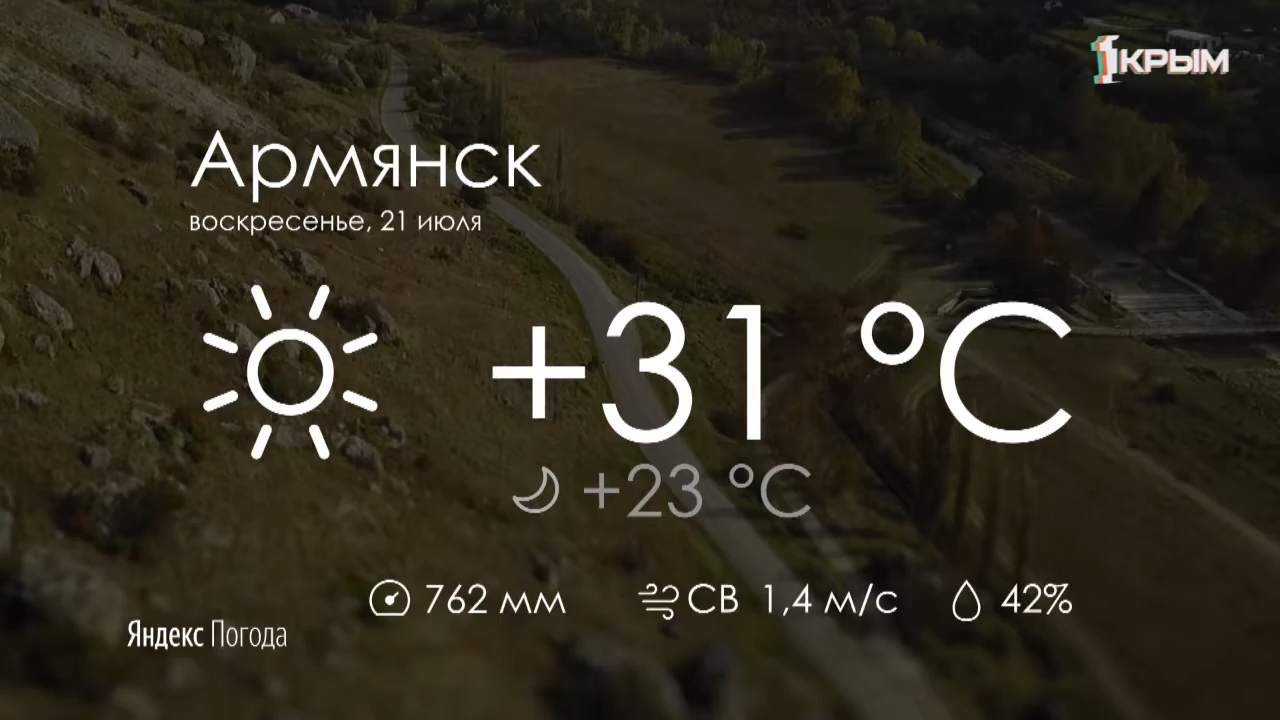 1КРЫМ
Армянск
воскресенье, 21 июля
+31 °C
+23 °C
762 мм
СВ 1,4 м/с
42%
Яндекс Погода